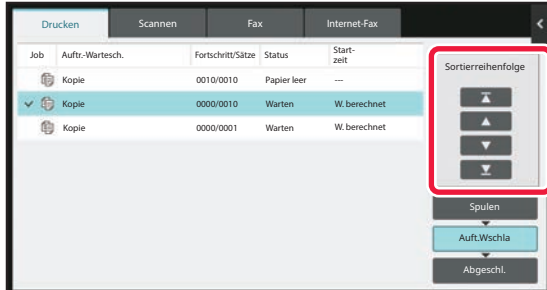 Drucken Scannen Fax Internet-Fax
Job Auftr.-Wartesch. Fortschritt/Sätze Status Start-
zeit
Sortierreihenfolge
Kopie 0010/0010 Papier leer ---
Kopie 0000/0010 Warten W. berechnet
Kopie 0000/0001 Warten W. berechnet
Spulen
Auft.Wschla
Abgeschl.